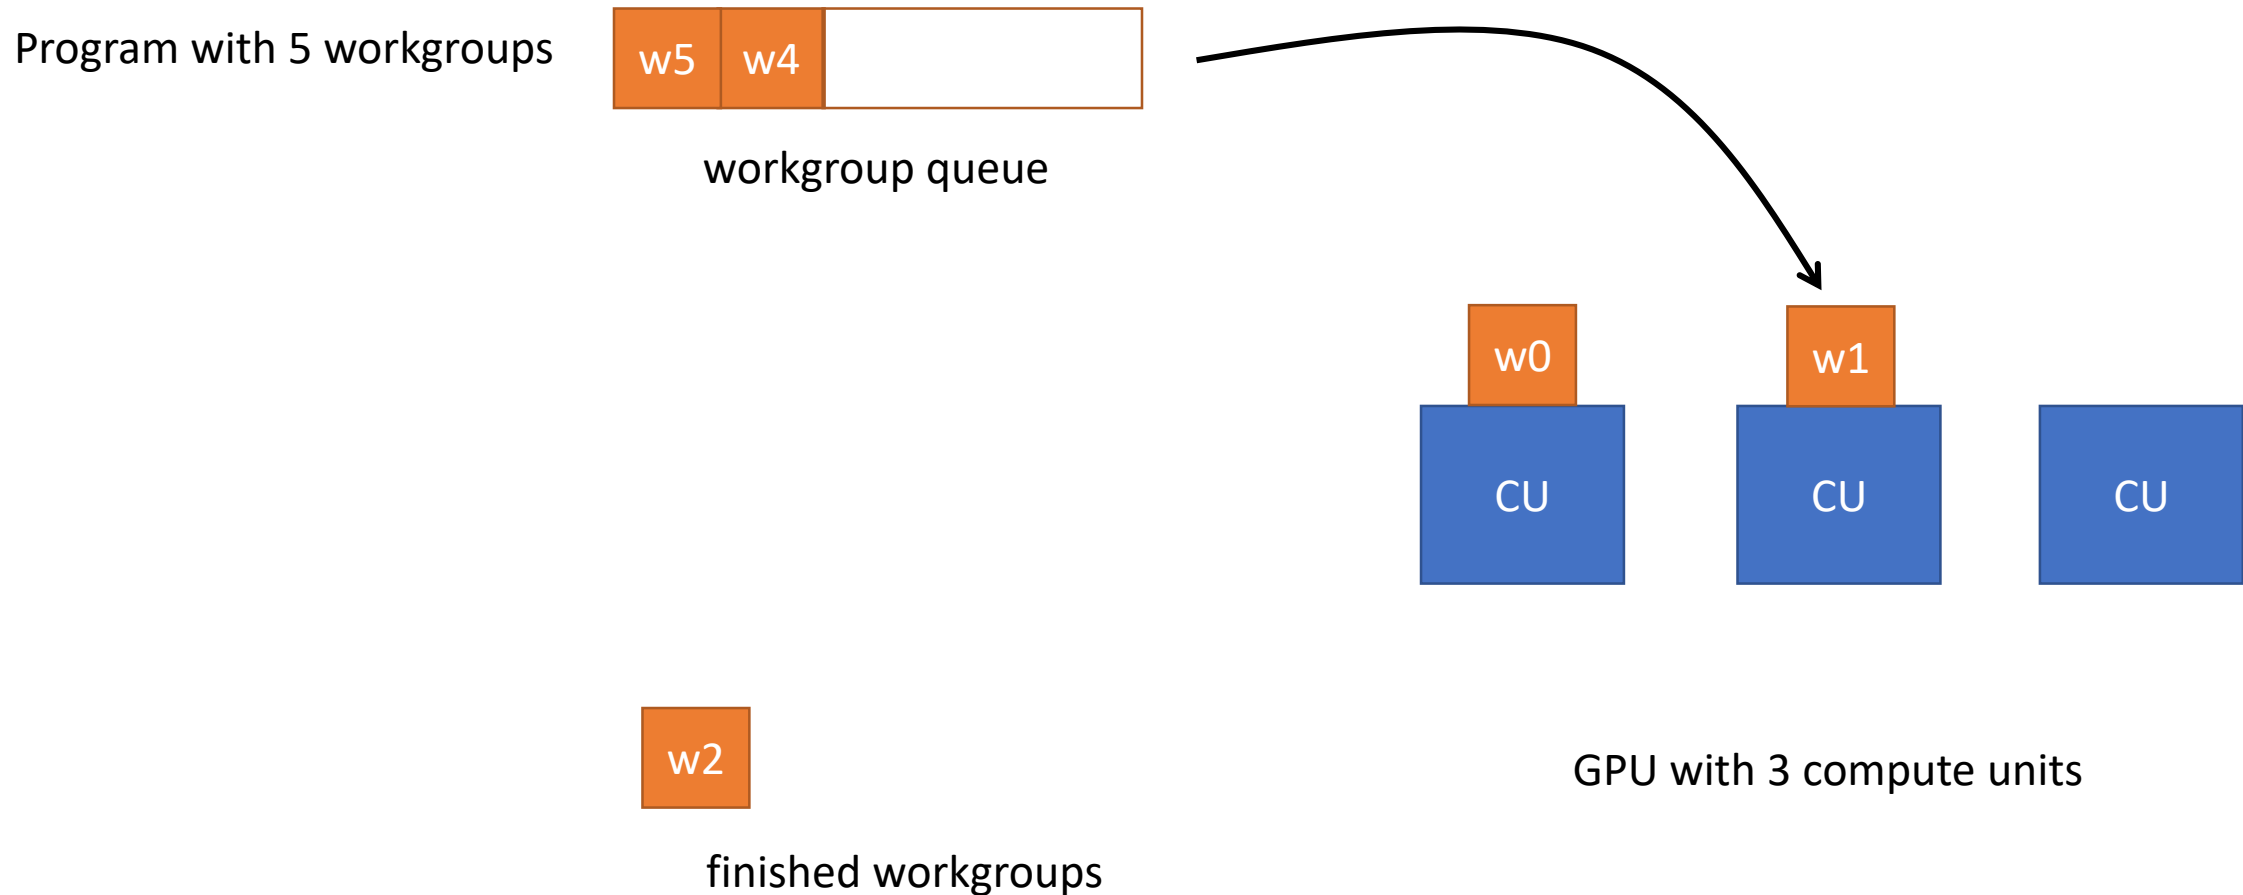 Program with 5 workgroups
w5 w4
workgroup queue
w0 w1
CU CU CU
w2
GPU with 3 compute units
finished workgroups